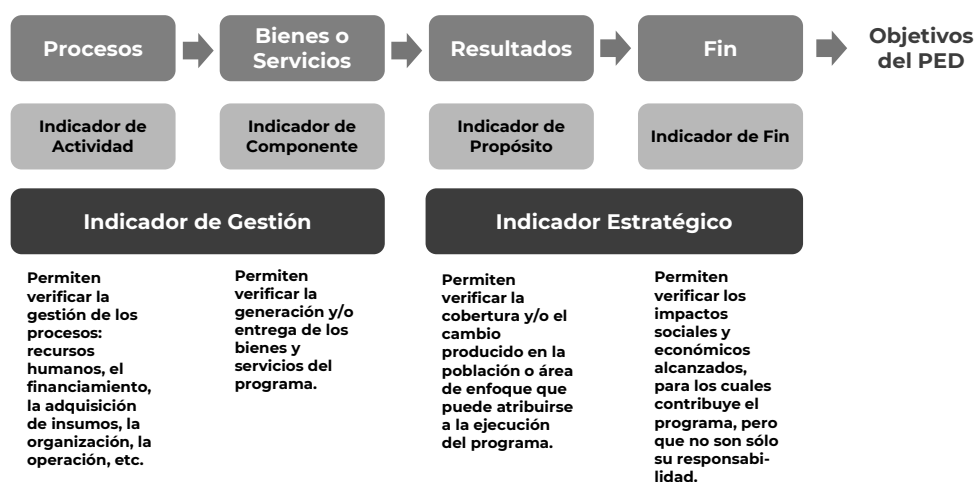 Procesos
Bienes o
Servicios
Resultados
Fin
Objetivos
del PED
Indicador de
Actividad
Indicador de
Componente
Indicador de
Propósito
Indicador de Fin
Indicador de Gestión
Indicador Estratégico
Permiten
verificar la
gestión de los
procesos:
recursos
humanos, el
financiamiento,
la adquisición
de insumos, la
organización, la
operación, etc.
Permiten
verificar la
generación y/o
entrega de los
bienes y
servicios del
programa.
Permiten
verificar la
cobertura y/o el
cambio
producido en la
población o área
de enfoque que
puede atribuirse
a la ejecución
del programa.
Permiten
verificar los
impactos
sociales y
económicos
alcanzados,
para los cuales
contribuye el
programa, pero
que no son sólo
su responsabi-
lidad.